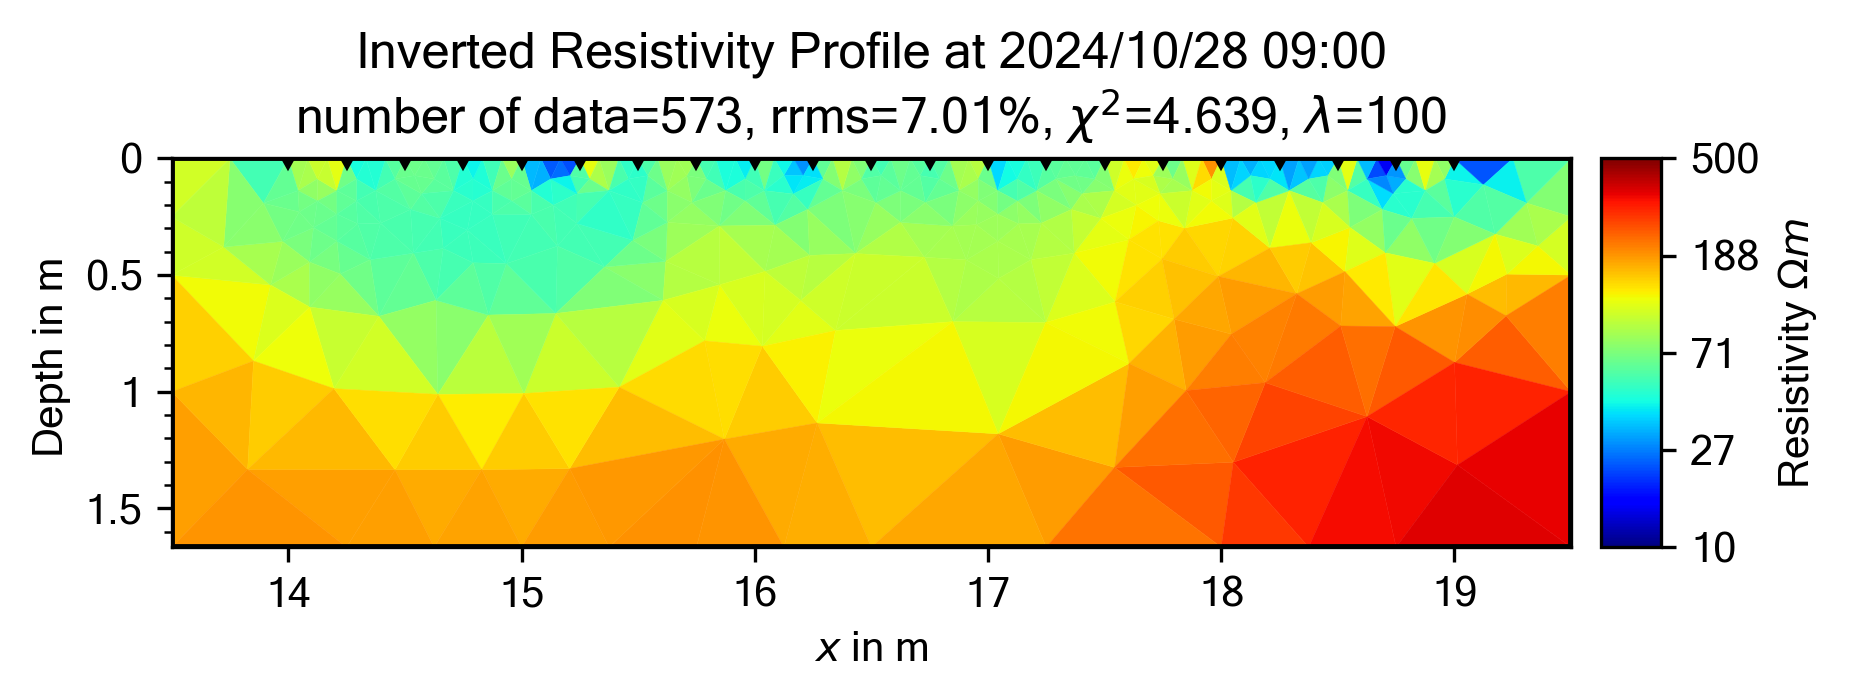 Inverted Resistivity Profile at 2024/10/28 09:00
number of data=573, rrms=7.01%, χ²=4.639, λ=100
0
0.5
1
1.5
Depth in m
14 15 16 17 18 19
x in m
500
188
71
27
10
Resistivity Ωm